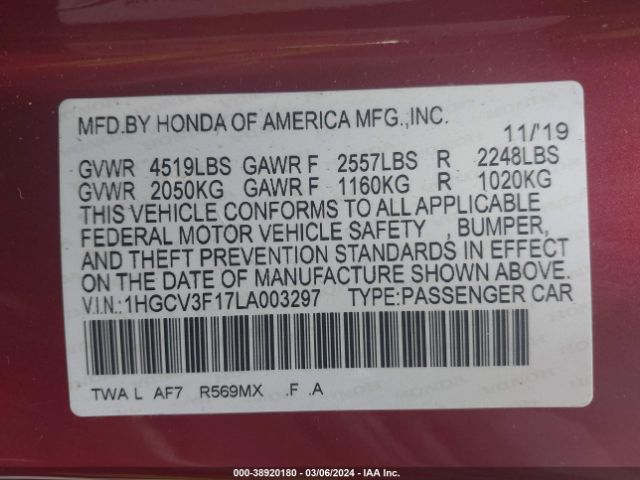 MFD.BY HONDA OF AMERICA MFG.,INC.
11/'19
GVWR 4519LBS GAWR F 2557LBS R 2248LBS
GVWR 2050KG GAWR F 1160KG R 1020KG
THIS VEHICLE CONFORMS TO ALL APPLICABLE
FEDERAL MOTOR VEHICLE SAFETY , BUMPER,
AND THEFT PREVENTION STANDARDS IN EFFECT
ON THE DATE OF MANUFACTURE SHOWN ABOVE.
V.I.N.:1HGCV3F17LA003297 TYPE:PASSENGER CAR
TWA L AF7 R569MX .F .A
100% - 38920180 - 03/06/2024 - IAA Inc.